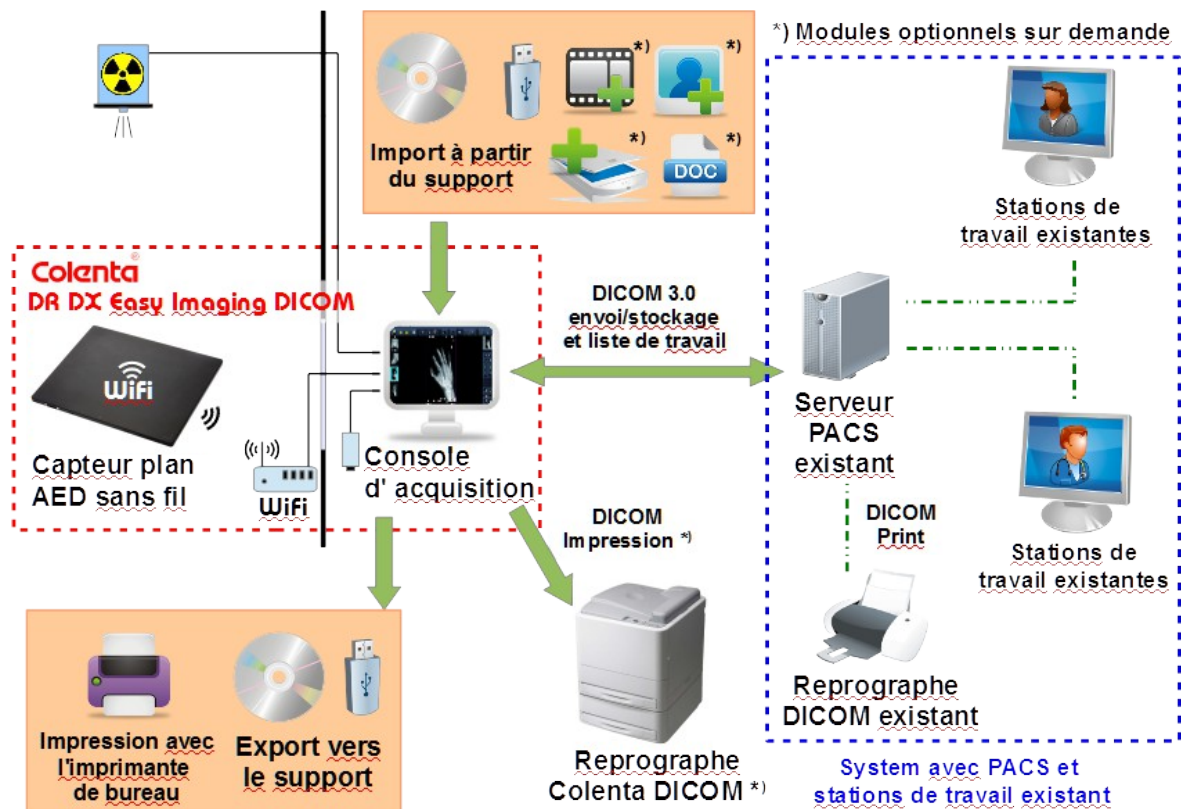 *) Modules optionnels sur demande
*)
*)
*)
*)
DOC
Import à partir
du support
Stations de
travail existantes
Colenta®
DR DX Easy Imaging DICOM
WiFi
Capteur plan
AED sans fil
WiFi
Console
d' acquisition
DICOM 3.0
envoi/stockage
et liste de travail
Serveur
PACS
existant
Stations de
travail existantes
DICOM
Print
DICOM
Impression *)
Reprographe
DICOM existant
Impression avec
l'imprimante
de bureau
Export vers
le support
Reprographe
Colenta DICOM *)
System avec PACS et
stations de travail existant